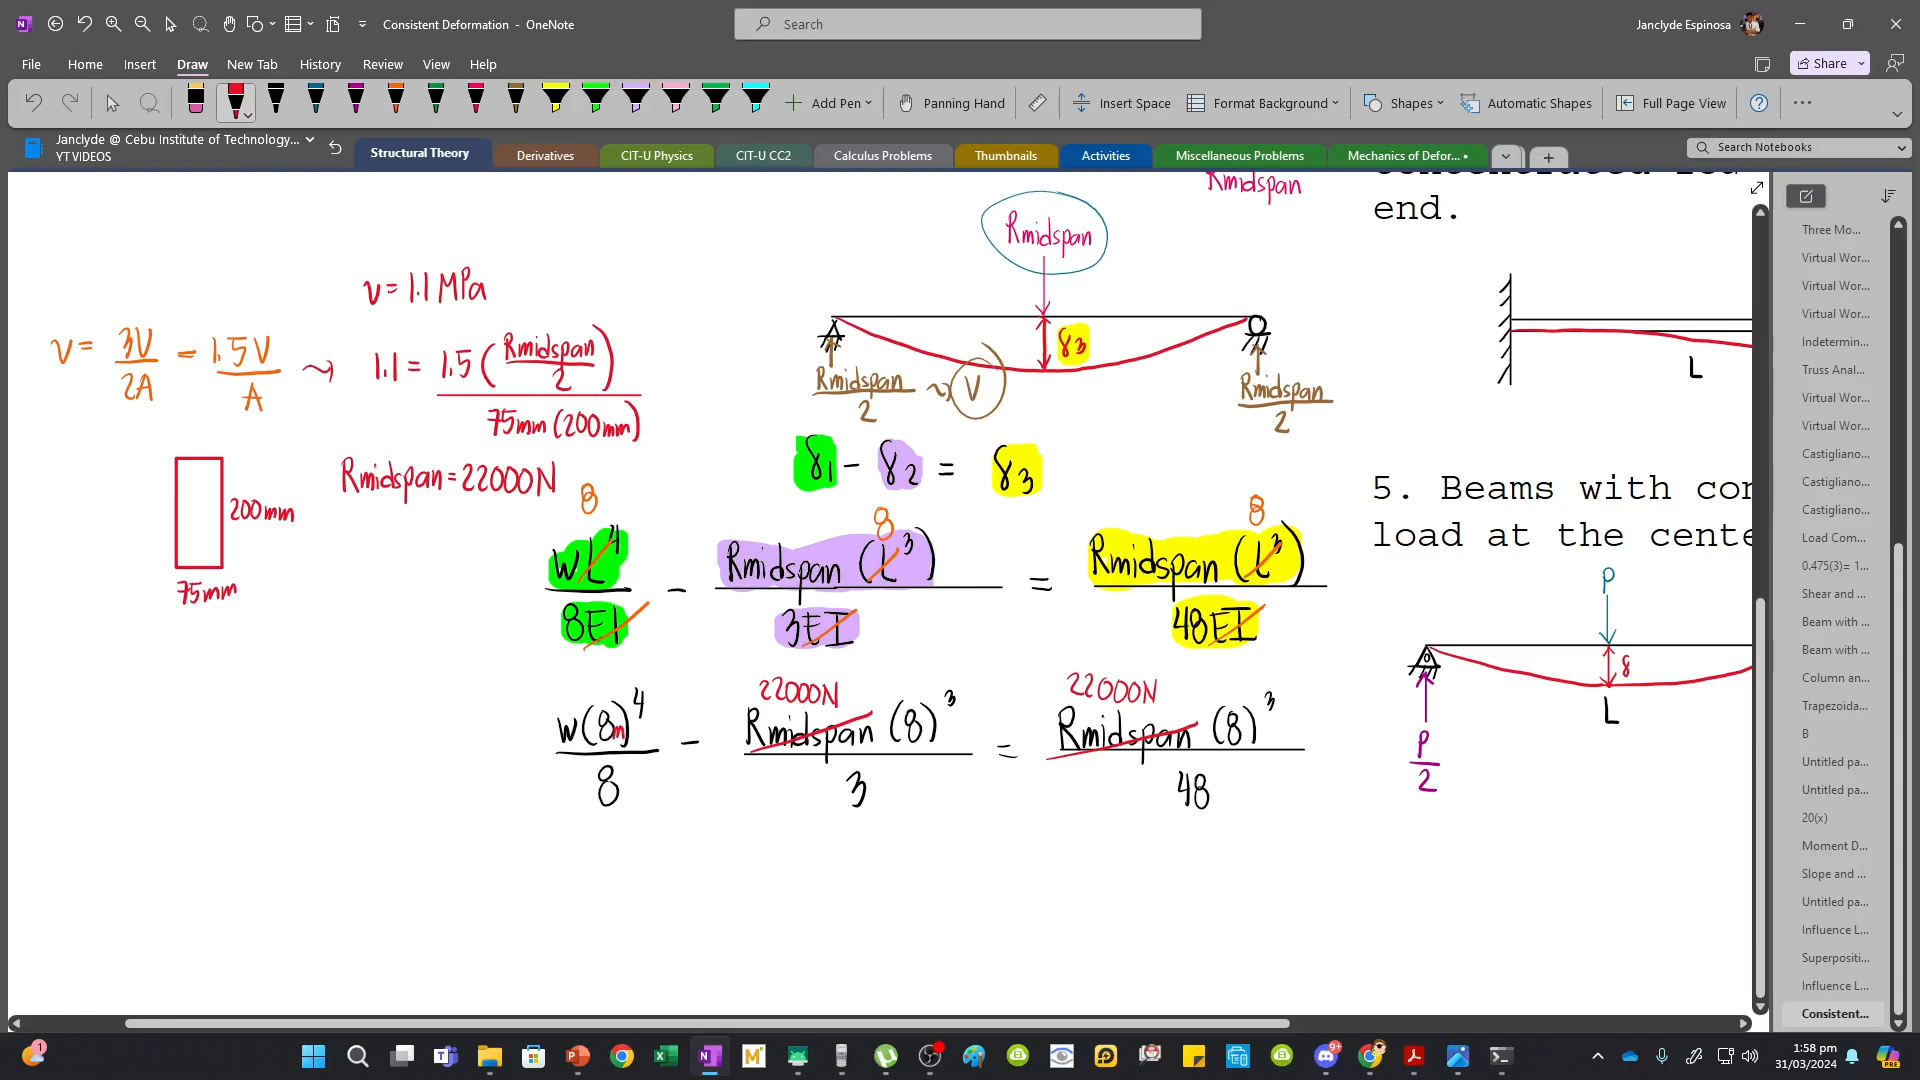 Consistent Deformation - OneNote
Search
Janclyde Espinosa
File Home Insert Draw New Tab History Review View Help
Share
Add Pen
Panning Hand
Insert Space
Format Background
Shapes
Automatic Shapes
Full Page View
Janclyde @ Cebu Institute of Technology...
YT VIDEOS
Structural Theory
Derivatives
CIT-U Physics
CIT-U CC2
Calculus Problems
Thumbnails
Activities
Miscellaneous Problems
Mechanics of Defor...
Search Notebooks
Rmidspan
end.
Rmidspan
v = 1.1 MPa
v = 3V/2A = 1.5V/A
1.1 = 1.5 (Rmidspan/2) / 75mm (200mm)
Rmidspan = 22000N
200mm
75mm
δ3
Rmidspan/2 ~ V
Rmidspan/2
L
δ1 - δ2 = δ3
8 8 8
wL⁴/8EI - Rmidspan (L³)/3EI = Rmidspan (L³)/48EI
22000N 22000N
w(8m)⁴/8 - Rmidspan (8)³/3 = Rmidspan (8)³/48
5. Beams with con
load at the cente
P
δ
L
P/2
Three Mo...
Virtual Wor...
Virtual Wor...
Virtual Wor...
Indetermin...
Truss Anal...
Virtual Wor...
Virtual Wor...
Castigliano...
Castigliano...
Castigliano...
Load Com...
0.475(3)= 1...
Shear and ...
Beam with ...
Beam with ...
Column an...
Trapezoida...
B
Untitled pa...
Untitled pa...
20(x)
Moment D...
Slope and ...
Untitled pa...
Influence L...
Superpositi...
Influence L...
Consistent...
1
9+
1:58 pm
31/03/2024
PRE